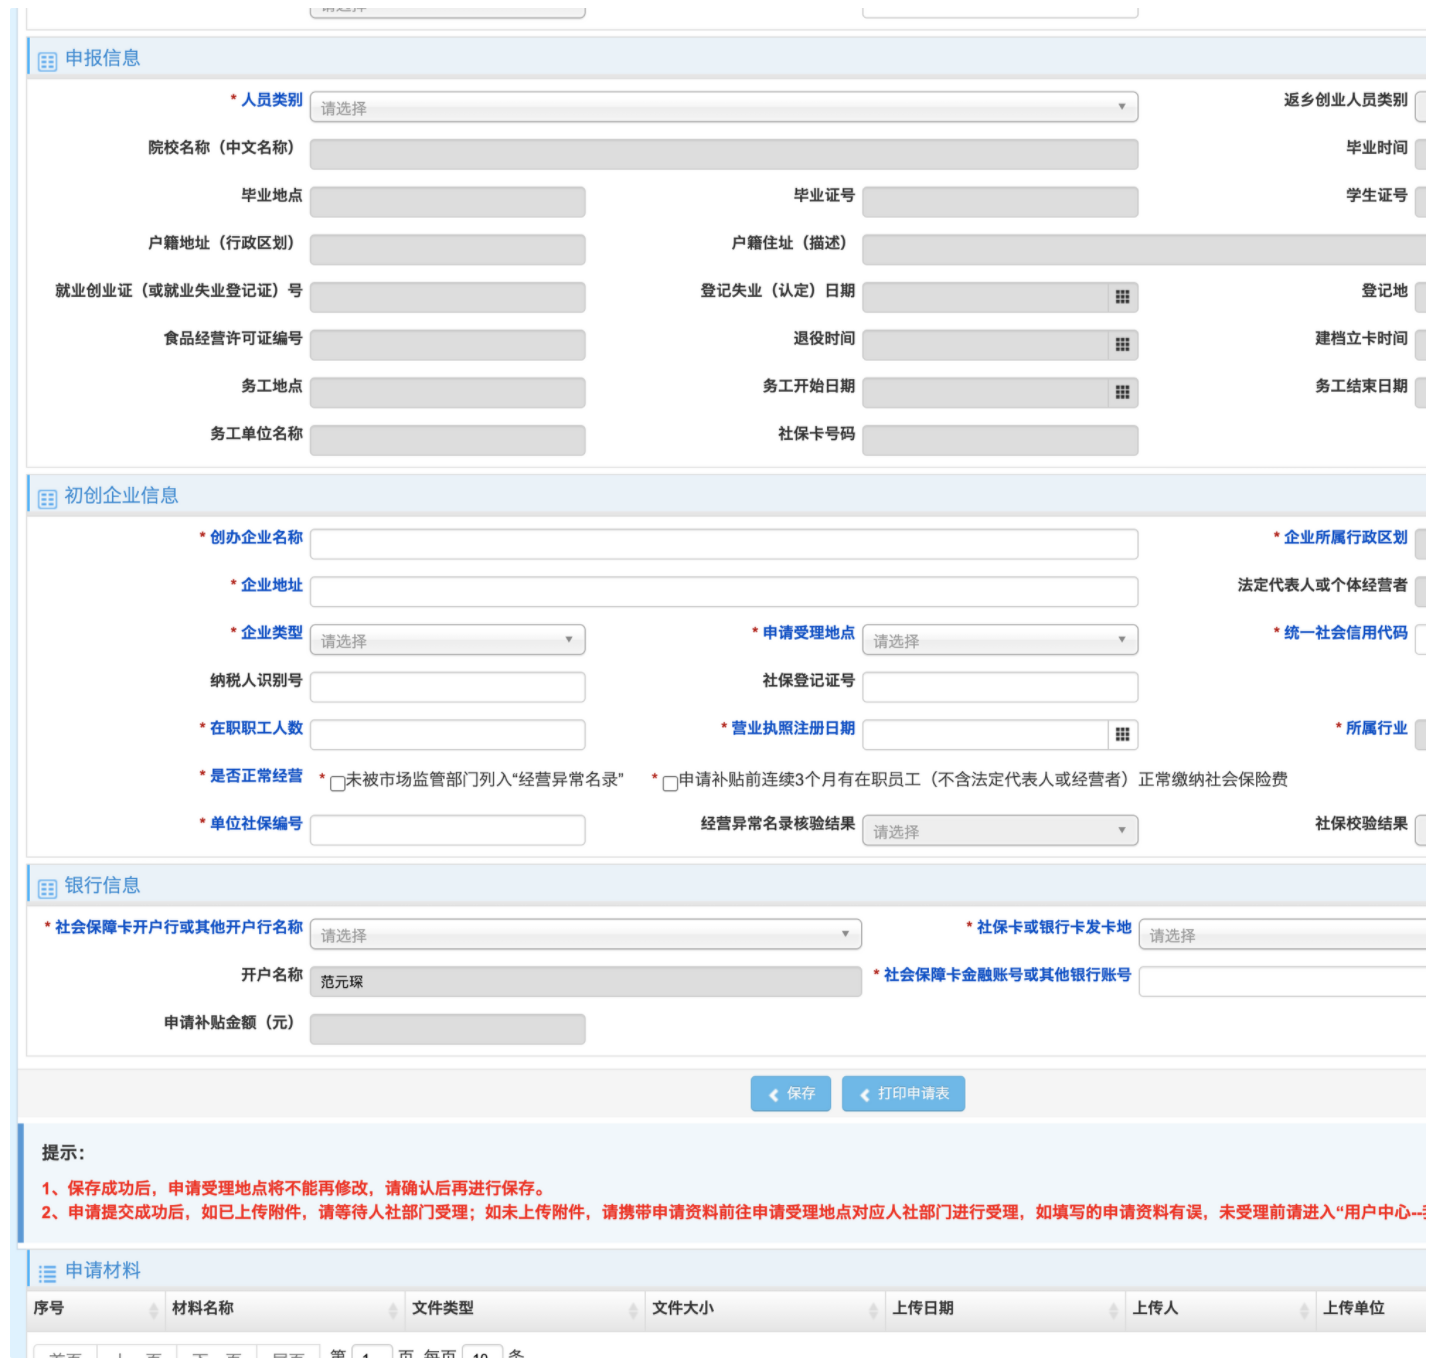 申报信息
* 人员类别 请选择 返乡创业人员类别
院校名称（中文名称） 毕业时间
毕业地点 毕业证号 学生证号
户籍地址（行政区划） 户籍住址（描述）
就业创业证（或就业失业登记证）号 登记失业（认定）日期 登记地
食品经营许可证编号 退役时间 建档立卡时间
务工地点 务工开始日期 务工结束日期
务工单位名称 社保卡号码
初创企业信息
* 创办企业名称 * 企业所属行政区划
* 企业地址 法定代表人或个体经营者
* 企业类型 请选择 * 申请受理地点 请选择 * 统一社会信用代码
纳税人识别号 社保登记证号
* 在职职工人数 * 营业执照注册日期 * 所属行业
* 是否正常经营 * 未被市场监管部门列入“经营异常名录” * 申请补贴前连续3个月有在职员工（不含法定代表人或经营者）正常缴纳社会保险费
* 单位社保编号 经营异常名录核验结果 请选择 社保校验结果
银行信息
* 社会保障卡开户行或其他开户行名称 请选择 * 社保卡或银行卡发卡地 请选择
开户名称 范元琛 * 社会保障卡金融账号或其他银行账号
申请补贴金额（元）
保存 打印申请表
提示：
1、保存成功后，申请受理地点将不能再修改，请确认后再进行保存。
2、申请提交成功后，如已上传附件，请等待人社部门受理；如未上传附件，请携带申请资料前往申请受理地点对应人社部门进行受理，如填写的申请资料有误，未受理前请进入“用户中心--
申请材料
序号 材料名称 文件类型 文件大小 上传日期 上传人 上传单位
第 1 页 每页 10 条